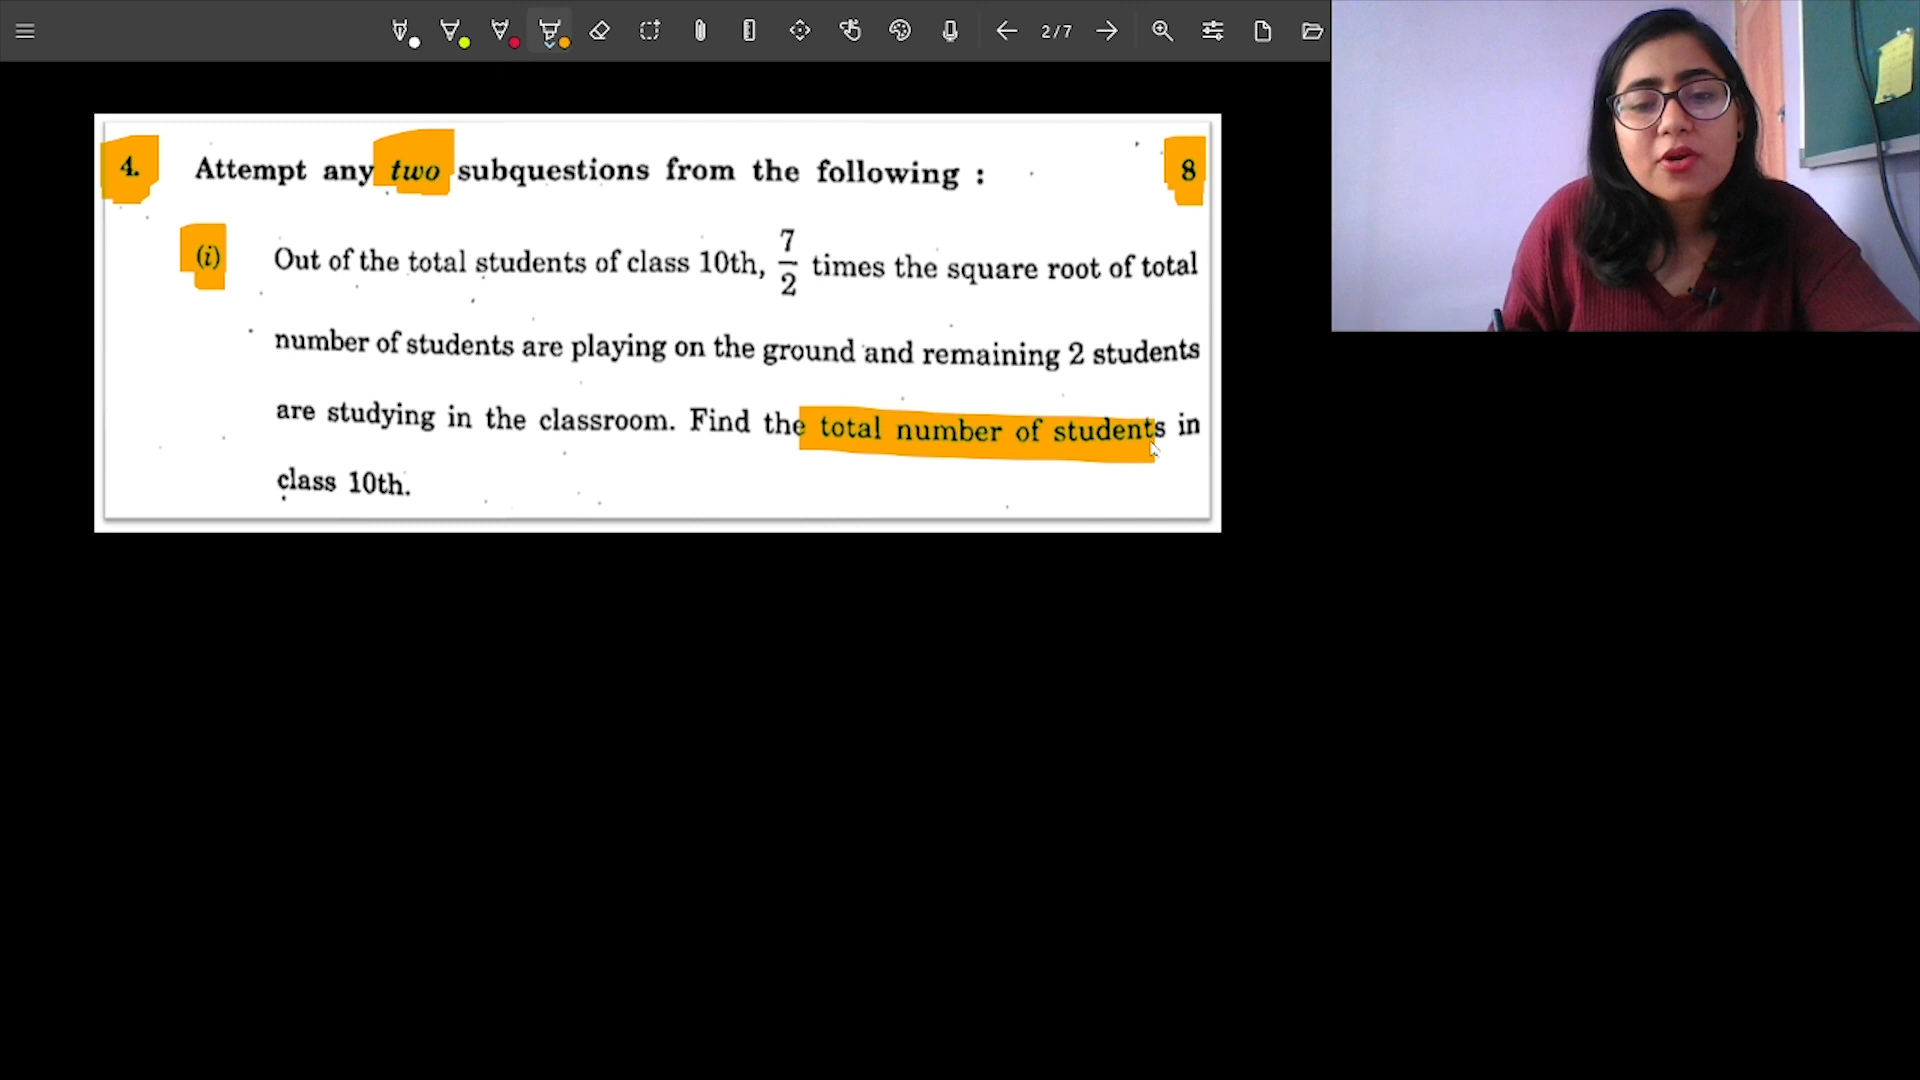 2/7
4. Attempt any two subquestions from the following : 8
(i) Out of the total students of class 10th, 7/2 times the square root of total
number of students are playing on the ground and remaining 2 students
are studying in the classroom. Find the total number of students in
class 10th.